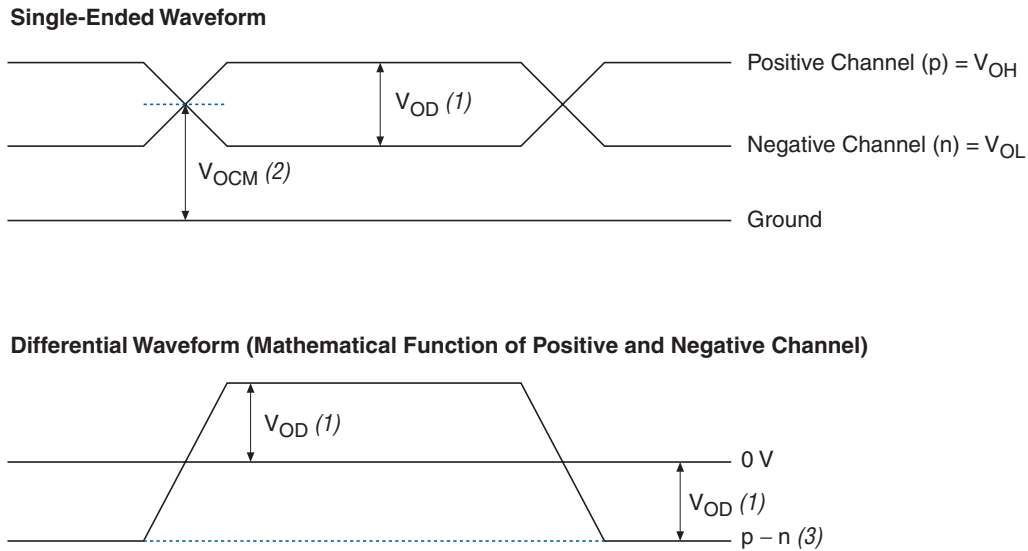 Single-Ended Waveform
Positive Channel (p) = VOH
VOD (1)
Negative Channel (n) = VOL
VOCM (2)
Ground
Differential Waveform (Mathematical Function of Positive and Negative Channel)
VOD (1)
0 V
VOD (1)
p – n (3)